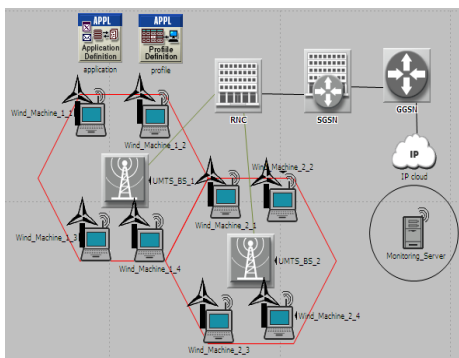 APPL
APPL
Application
Definition
Profile
Definition
application
profile
Wind_Machine_1_1
Wind_Machine_1_2
RNC
SGSN
GGSN
IP
IP cloud
Wind_Machine_2_2
UMTS_BS_1
Wind_Machine_2_1
Wind_Machine_1_3
Wind_Machine_1_4
UMTS_BS_2
Monitoring_Server
Wind_Machine_2_4
Wind_Machine_2_3